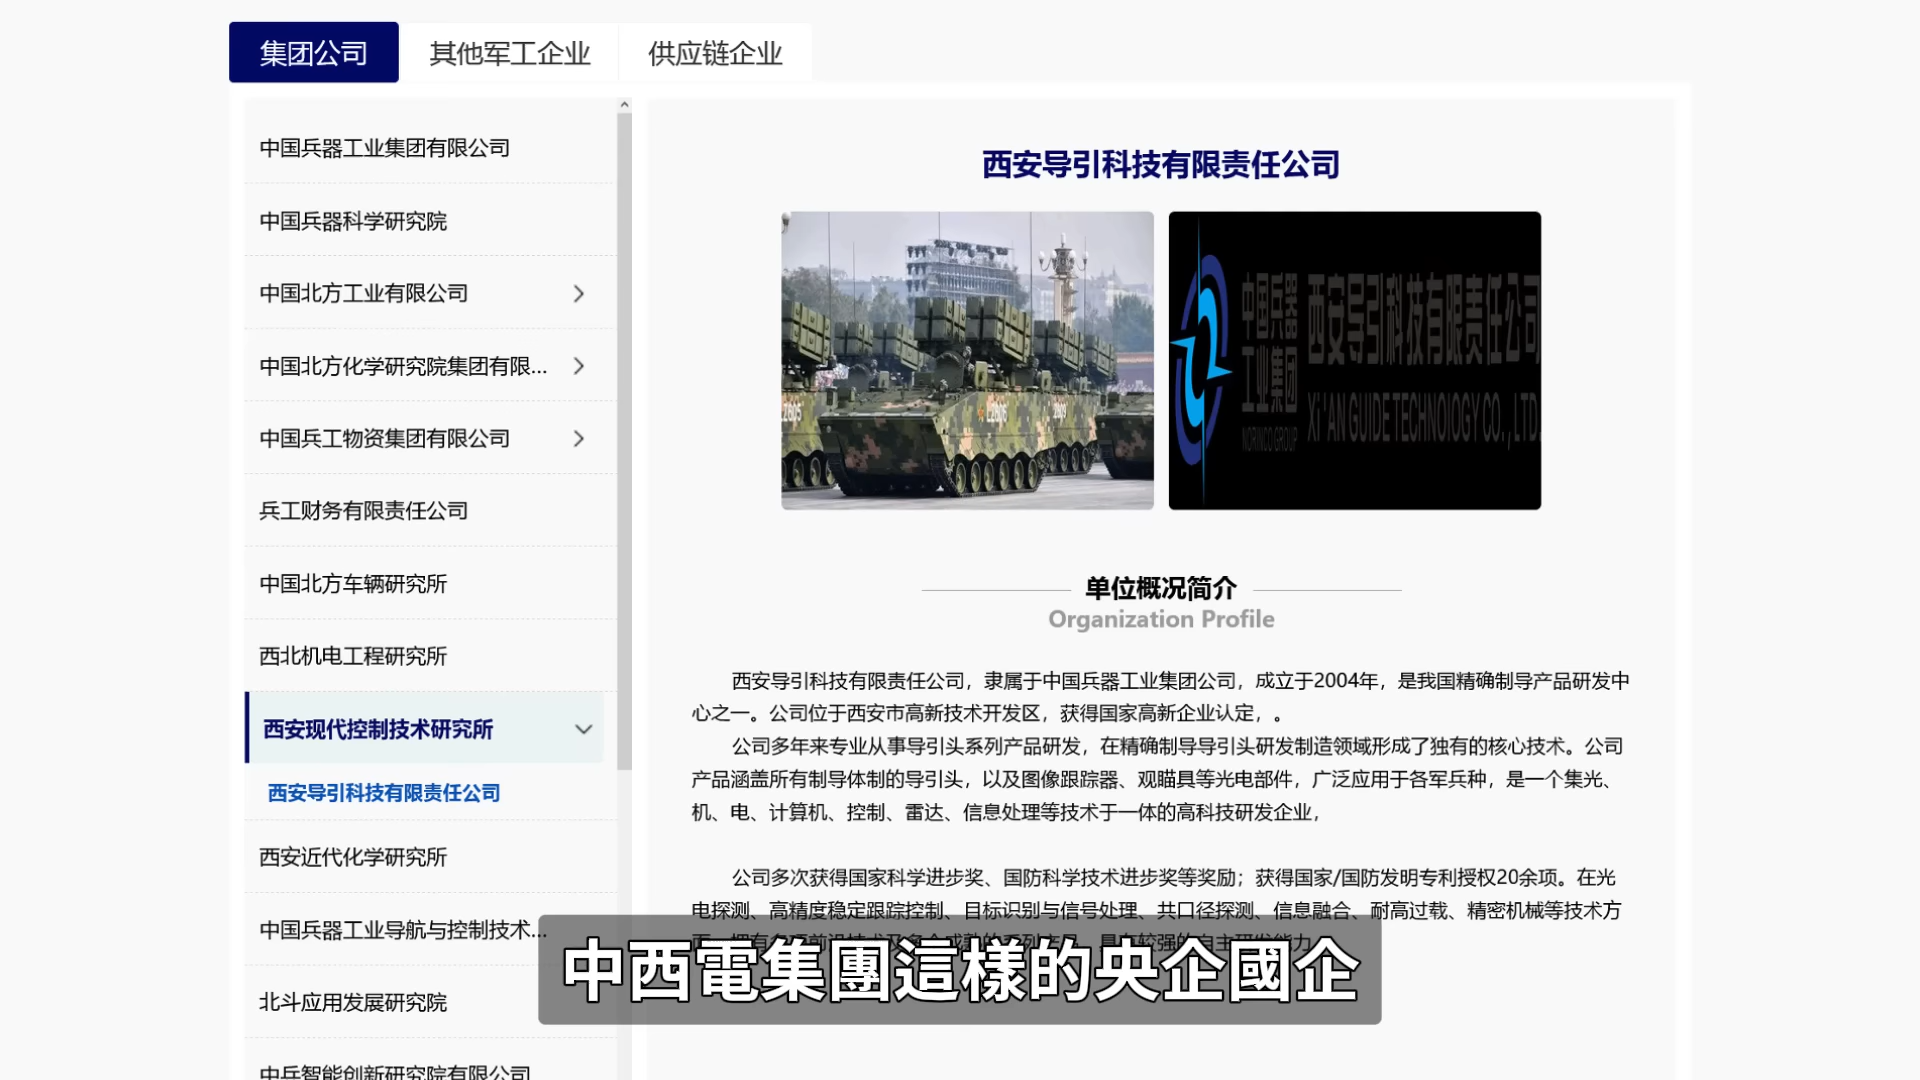 集团公司
其他军工企业
供应链企业
中国兵器工业集团有限公司
中国兵器科学研究院
中国北方工业有限公司
中国北方化学研究院集团有限...
中国兵工物资集团有限公司
兵工财务有限责任公司
中国北方车辆研究所
西北机电工程研究所
西安现代控制技术研究所
西安导引科技有限责任公司
西安近代化学研究所
中国兵器工业导航与控制技术...
北斗应用发展研究院
中兵智能创新研究院有限公司
西安导引科技有限责任公司
中国兵器
工业集团
NORINCO GROUP
西安导引科技有限责任公司
Xi'AN GUIDE TECHNOlOGY CO.,LTD.
单位概况简介
Organization Profile
西安导引科技有限责任公司，隶属于中国兵器工业集团公司，成立于2004年，是我国精确制导产品研发中
心之一。公司位于西安市高新技术开发区，获得国家高新企业认定，。
公司多年来专业从事导引头系列产品研发，在精确制导导引头研发制造领域形成了独有的核心技术。公司
产品涵盖所有制导体制的导引头，以及图像跟踪器、观瞄具等光电部件，广泛应用于各军兵种，是一个集光、
机、电、计算机、控制、雷达、信息处理等技术于一体的高科技研发企业，
公司多次获得国家科学进步奖、国防科学技术进步奖等奖励；获得国家/国防发明专利授权20余项。在光
电探测、高精度稳定跟踪控制、目标识别与信号处理、共口径探测、信息融合、耐高过载、精密机械等技术方
中西電集團這樣的央企國企